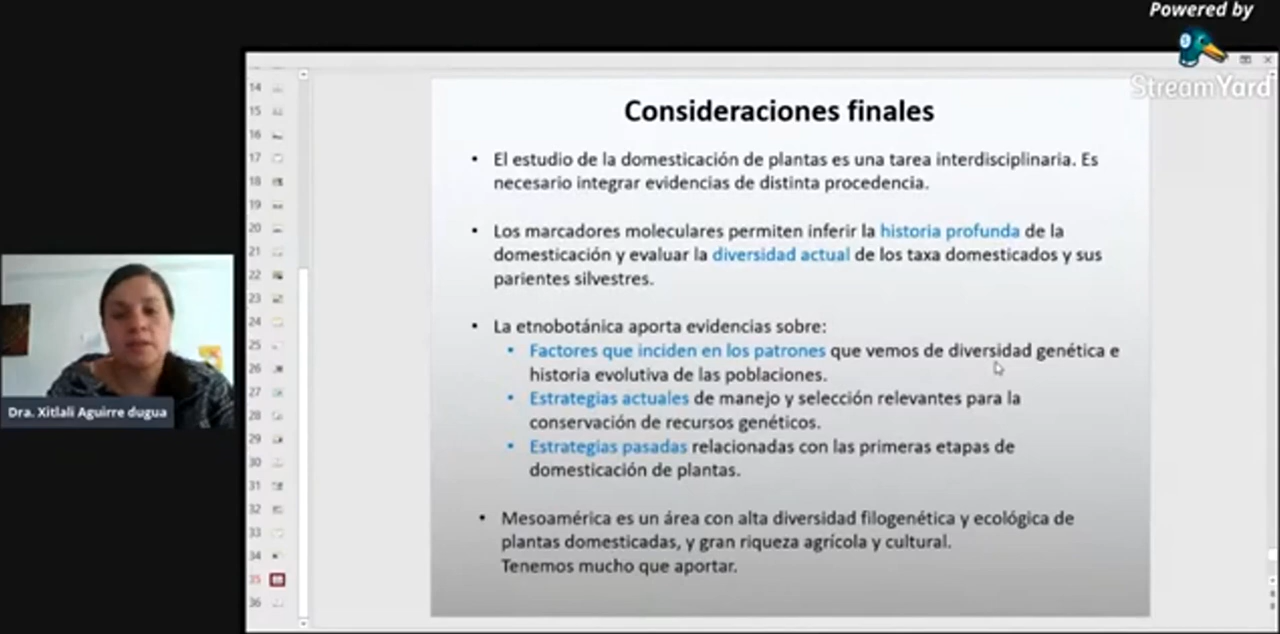 Powered by
StreamYard
14
15
16
17
18
19
20
21
22
23
24
25
26
27
28
29
30
31
32
33
34
35
36
Consideraciones finales
• El estudio de la domesticación de plantas es una tarea interdisciplinaria. Es
necesario integrar evidencias de distinta procedencia.
• Los marcadores moleculares permiten inferir la historia profunda de la
domesticación y evaluar la diversidad actual de los taxa domesticados y sus
parientes silvestres.
• La etnobotánica aporta evidencias sobre:
• Factores que inciden en los patrones que vemos de diversidad genética e
historia evolutiva de las poblaciones.
• Estrategias actuales de manejo y selección relevantes para la
conservación de recursos genéticos.
• Estrategias pasadas relacionadas con las primeras etapas de
domesticación de plantas.
• Mesoamérica es un área con alta diversidad filogenética y ecológica de
plantas domesticadas, y gran riqueza agrícola y cultural.
Tenemos mucho que aportar.
Dra. Xitlali Aguirre dugua